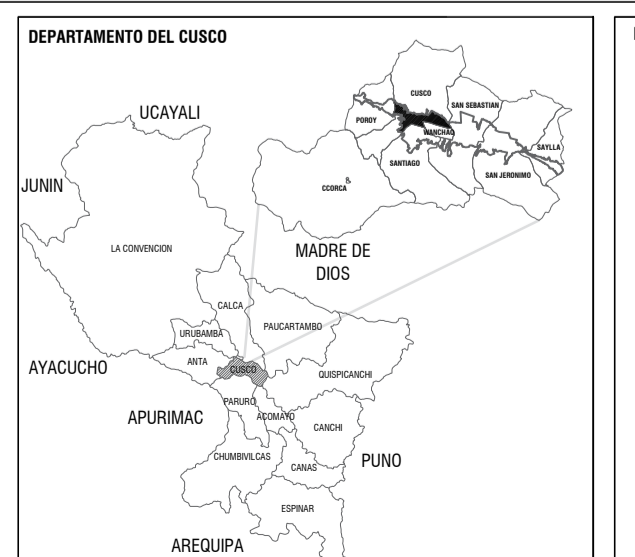 DEPARTAMENTO DEL CUSCO
CUSCO
UCAYALI
SAN SEBASTIAN
POROY
WANCHAQ
SAYLLA
SANTIAGO
SAN JERONIMO
JUNIN
CCORCA
LA CONVENCION
MADRE DE
DIOS
CALCA
PAUCARTAMBO
URUBAMBA
ANTA
AYACUCHO
CUSCO
QUISPICANCHI
PARURO
APURIMAC
ACOMAYO
CANCHI
CHUMBIVILCAS
PUNO
CANAS
ESPINAR
AREQUIPA